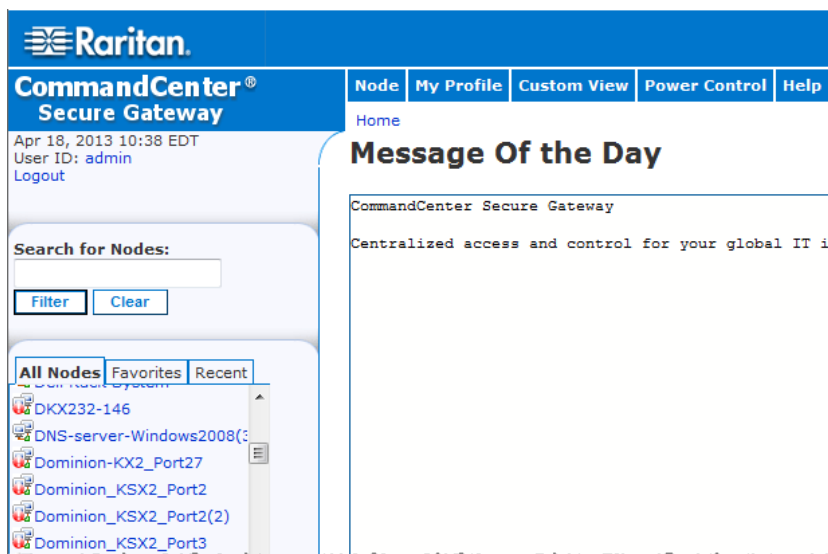 Raritan.
CommandCenter®
Secure Gateway
Node My Profile Custom View Power Control Help
Apr 18, 2013 10:38 EDT
User ID: admin
Logout
Home
Message Of the Day
CommandCenter Secure Gateway
Centralized access and control for your global IT i
Search for Nodes:
Filter Clear
All Nodes Favorites Recent
DKX232-146
DNS-server-Windows2008(3
Dominion-KX2_Port27
Dominion_KSX2_Port2
Dominion_KSX2_Port2(2)
Dominion_KSX2_Port3